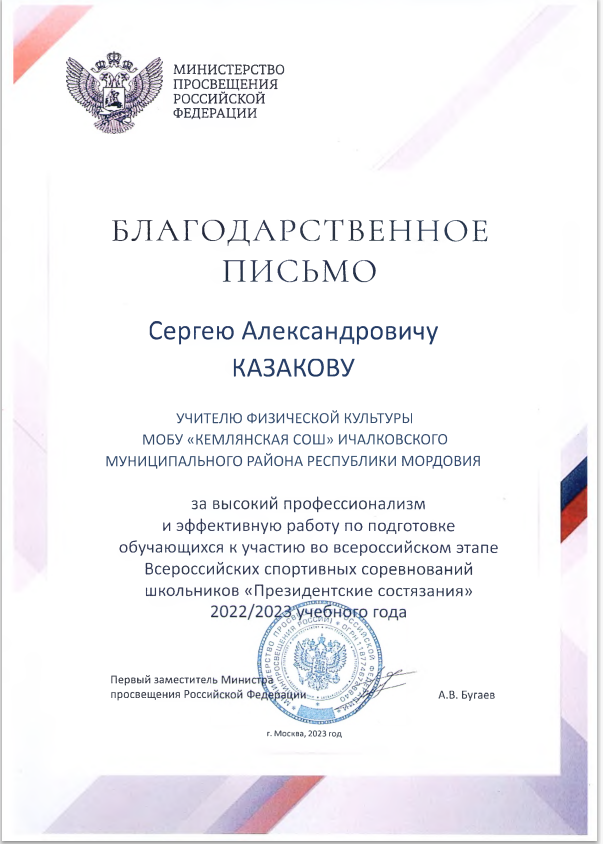 МИНИСТЕРСТВО
ПРОСВЕЩЕНИЯ
РОССИЙСКОЙ
ФЕДЕРАЦИИ
БЛАГОДАРСТВЕННОЕ
ПИСЬМО
Сергею Александровичу
КАЗАКОВУ
УЧИТЕЛЮ ФИЗИЧЕСКОЙ КУЛЬТУРЫ
МОБУ «КЕМЛЯНСКАЯ СОШ» ИЧАЛКОВСКОГО
МУНИЦИПАЛЬНОГО РАЙОНА РЕСПУБЛИКИ МОРДОВИЯ
за высокий профессионализм
и эффективную работу по подготовке
обучающихся к участию во всероссийском этапе
Всероссийских спортивных соревнований
школьников «Президентские состязания»
2022/2023 учебного года
Первый заместитель Министра
просвещения Российской Федерации
А.В. Бугаев
г. Москва, 2023 год